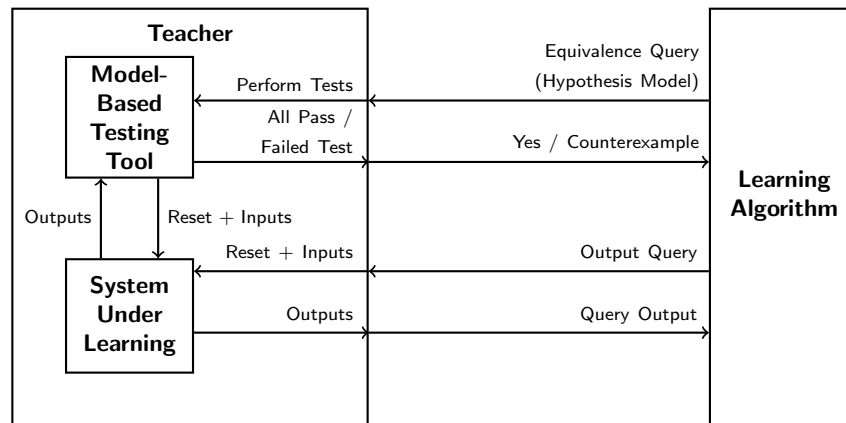 Teacher
Model-
Based
Testing
Tool
Perform Tests
All Pass /
Failed Test
Equivalence Query
(Hypothesis Model)
Yes / Counterexample
Learning
Algorithm
Outputs
Reset + Inputs
System
Under
Learning
Reset + Inputs
Output Query
Outputs
Query Output